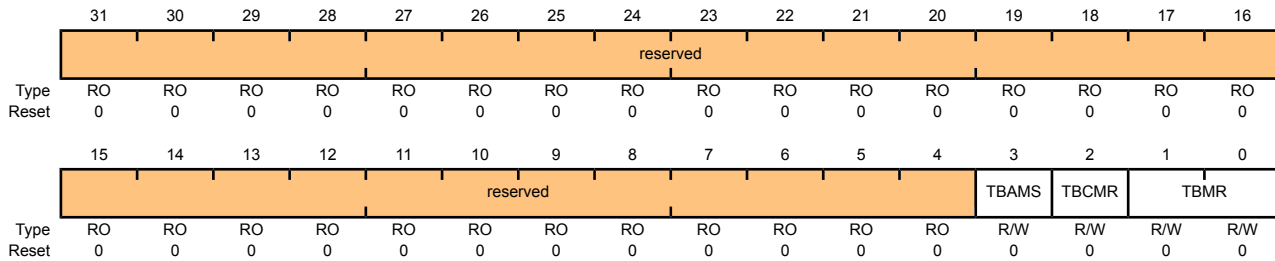 31 30 29 28 27 26 25 24 23 22 21 20 19 18 17 16
reserved
Type RO RO RO RO RO RO RO RO RO RO RO RO RO RO RO RO
Reset 0 0 0 0 0 0 0 0 0 0 0 0 0 0 0 0
15 14 13 12 11 10 9 8 7 6 5 4 3 2 1 0
reserved TBAMS TBCMR TBMR
Type RO RO RO RO RO RO RO RO RO RO RO RO R/W R/W R/W R/W
Reset 0 0 0 0 0 0 0 0 0 0 0 0 0 0 0 0